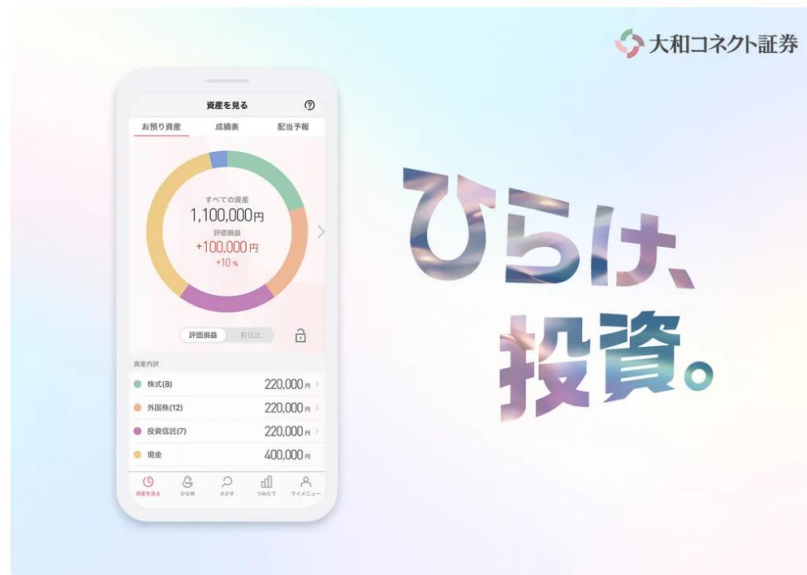 大和コネクト証券
資産を見る
お預り資産 成績表 配当予報
すべての資産
1,100,000円
評価損益
+100,000円
+10%
評価損益 前日比
資産内訳
株式(8) 220,000円
外国株(12) 220,000円
投資信託(7) 220,000円
現金 400,000円
資産を見る ひな株 さがす つみたて マイメニュー
ひらけ、
投資。